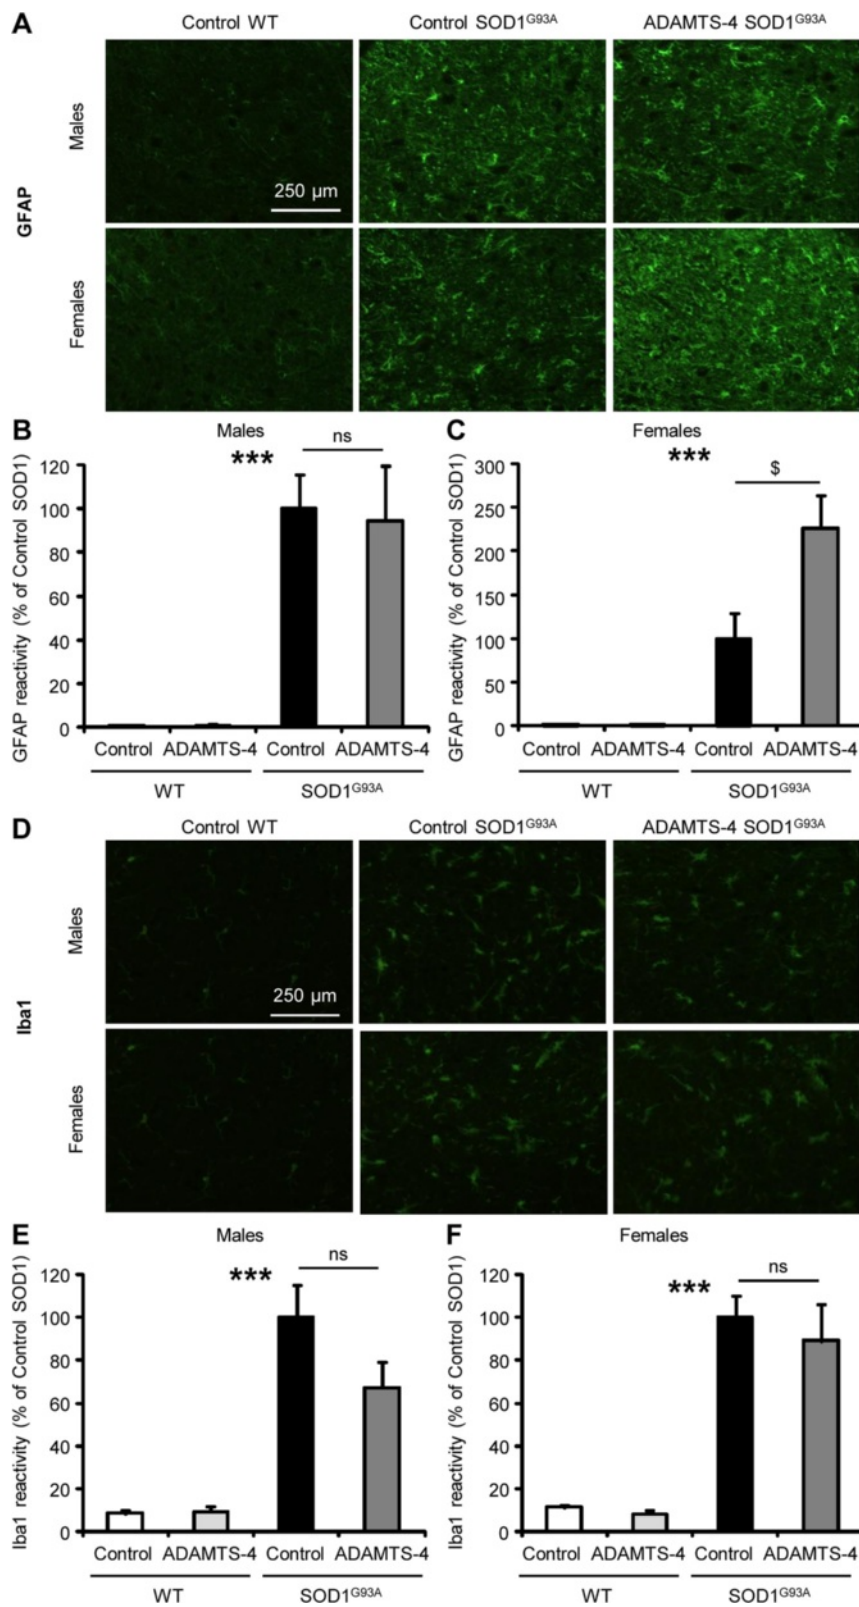 A
Control WT
Control SOD1G93A
ADAMTS-4 SOD1G93A
GFAP
Males
250 µm
Females
B
Males
GFAP reactivity (% of Control SOD1)
120
100
80
60
40
20
0
***
ns
Control
ADAMTS-4
Control
ADAMTS-4
WT
SOD1G93A
C
Females
GFAP reactivity (% of Control SOD1)
300
250
200
150
100
50
0
***
$
Control
ADAMTS-4
Control
ADAMTS-4
WT
SOD1G93A
D
Control WT
Control SOD1G93A
ADAMTS-4 SOD1G93A
Iba1
Males
250 µm
Females
E
Males
Iba1 reactivity (% of Control SOD1)
120
100
80
60
40
20
0
***
ns
Control
ADAMTS-4
Control
ADAMTS-4
WT
SOD1G93A
F
Females
Iba1 reactivity (% of Control SOD1)
120
100
80
60
40
20
0
***
ns
Control
ADAMTS-4
Control
ADAMTS-4
WT
SOD1G93A